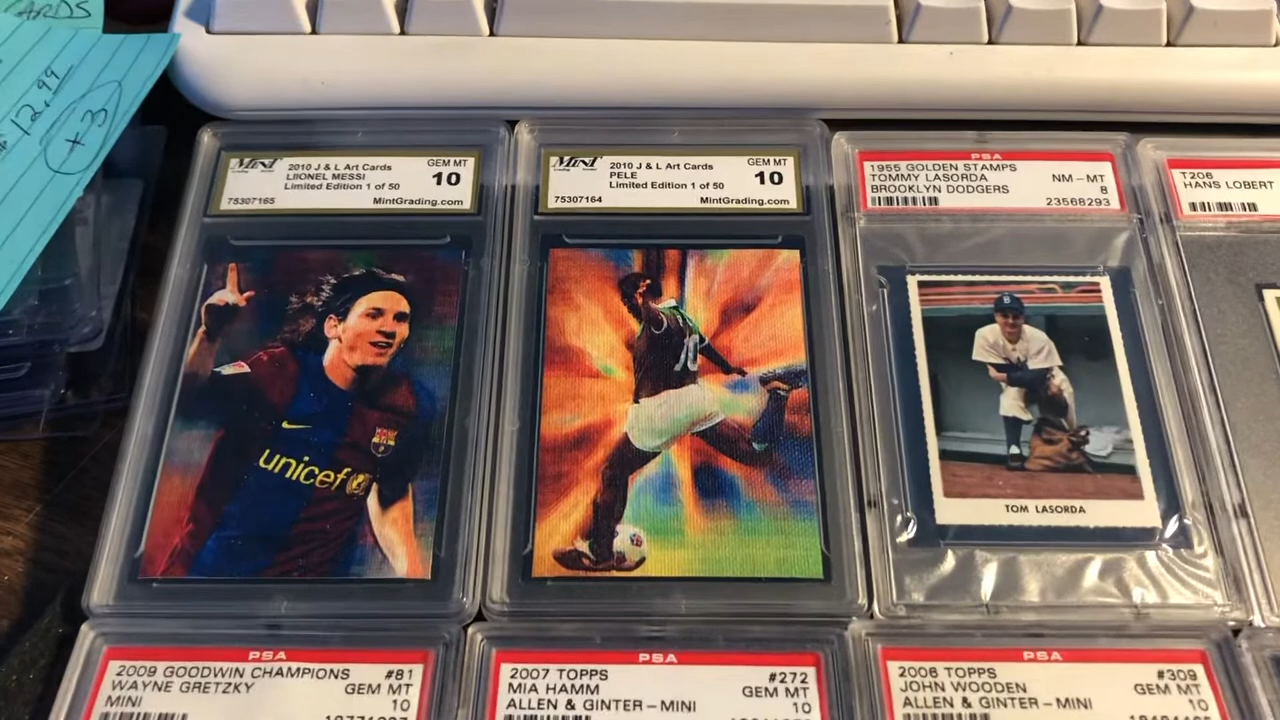 CARDS
12.99
+3
MINT
2010 J & L Art Cards
LIIONEL MESSI
Limited Edition 1 of 50
GEM MT
10
75307165
MintGrading.com
unicef
MINT
2010 J & L Art Cards
PELE
Limited Edition 1 of 50
GEM MT
10
75307164
MintGrading.com
10
PSA
1955 GOLDEN STAMPS
TOMMY LASORDA
BROOKLYN DODGERS
NM-MT
8
23568293
B
TOM LASORDA
T206
HANS LOBERT
PSA
2009 GOODWIN CHAMPIONS #81
WAYNE GRETZKY GEM MT
MINI 10
PSA
2007 TOPPS #272
MIA HAMM GEM MT
ALLEN & GINTER-MINI 10
PSA
2006 TOPPS #309
JOHN WOODEN GEM MT
ALLEN & GINTER-MINI 10